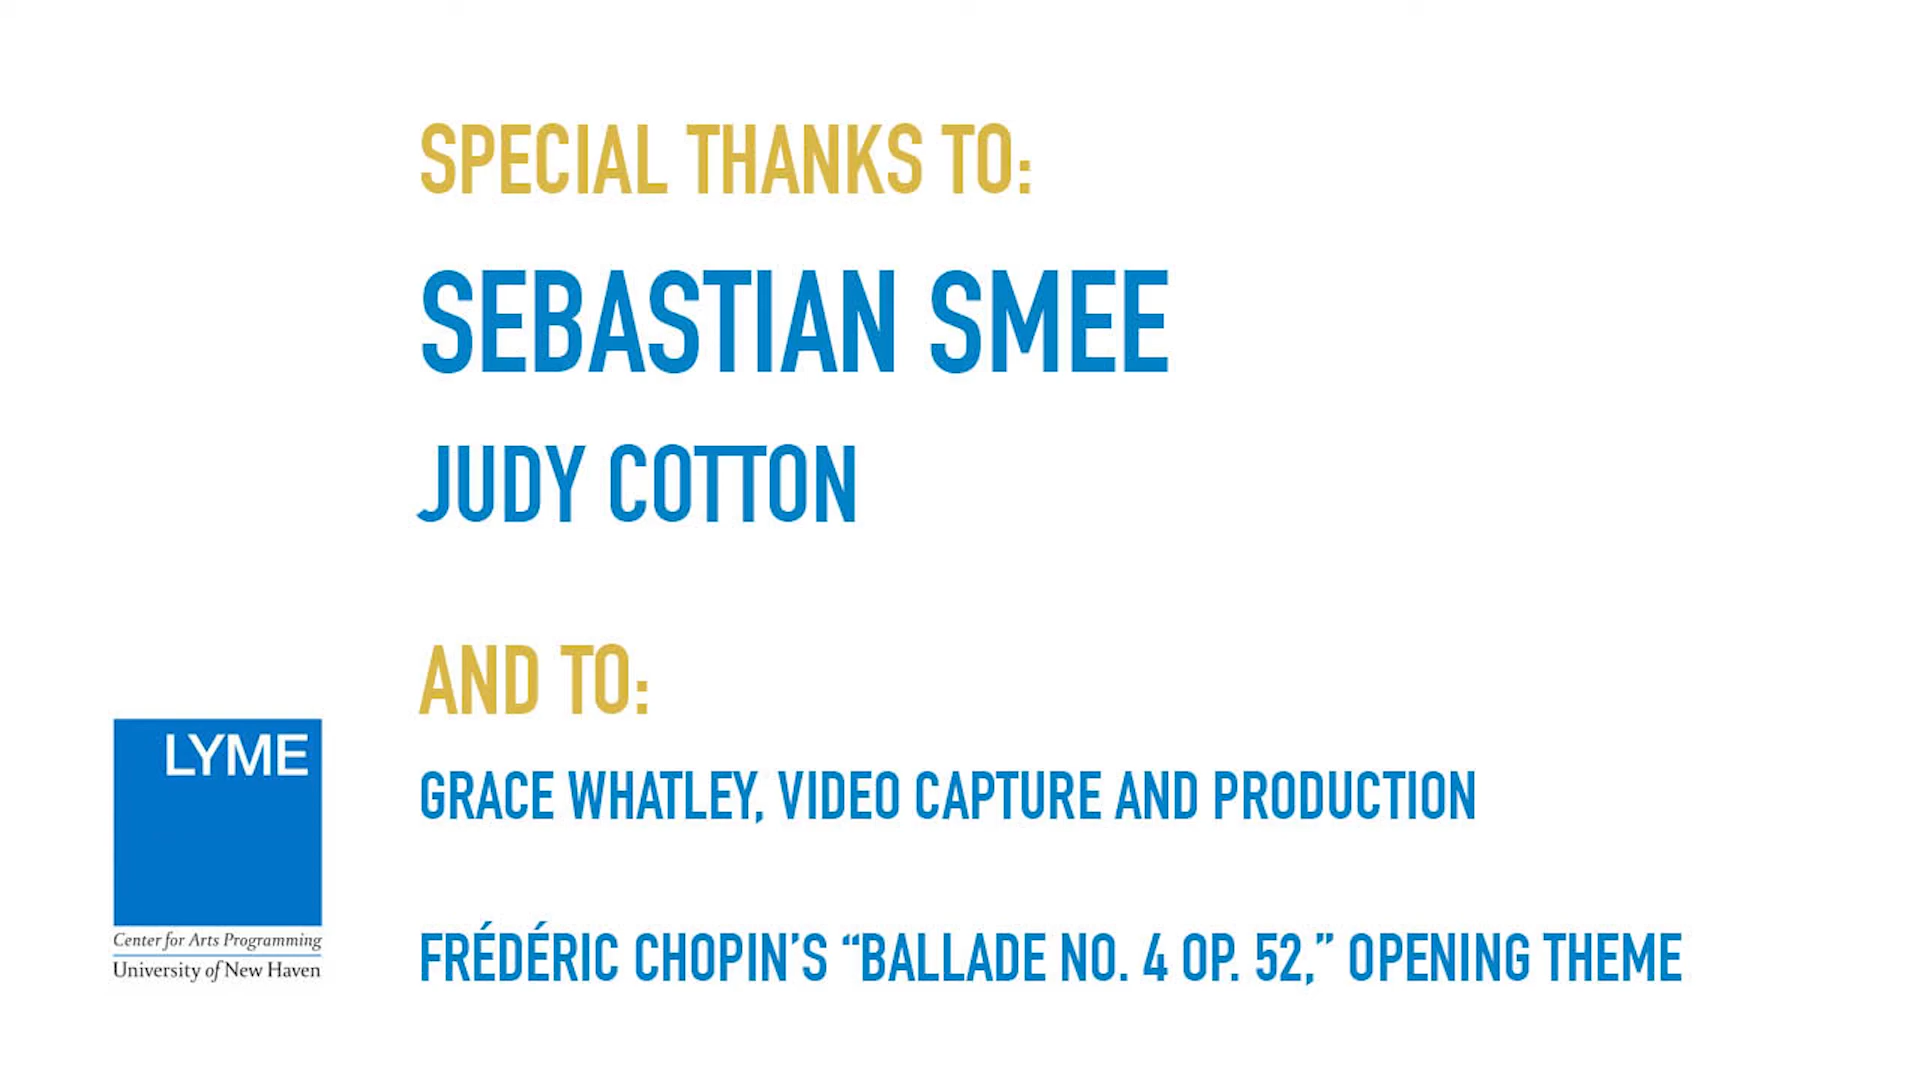 SPECIAL THANKS TO:
SEBASTIAN SMEE
JUDY COTTON
AND TO:
GRACE WHATLEY, VIDEO CAPTURE AND PRODUCTION
FRÉDÉRIC CHOPIN’S “BALLADE NO. 4 OP. 52,” OPENING THEME
LYME
Center for Arts Programming
University of New Haven